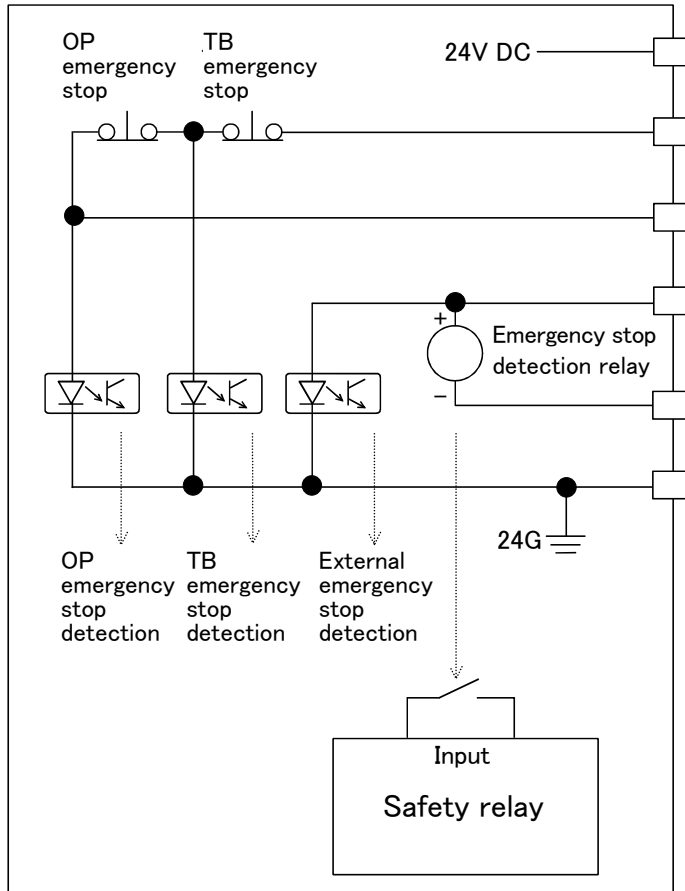 OP
emergency
stop
TB
emergency
stop
24V DC
+
Emergency stop
detection relay
−
24G
OP
emergency
stop
detection
TB
emergency
stop
detection
External
emergency
stop
detection
Input
Safety relay